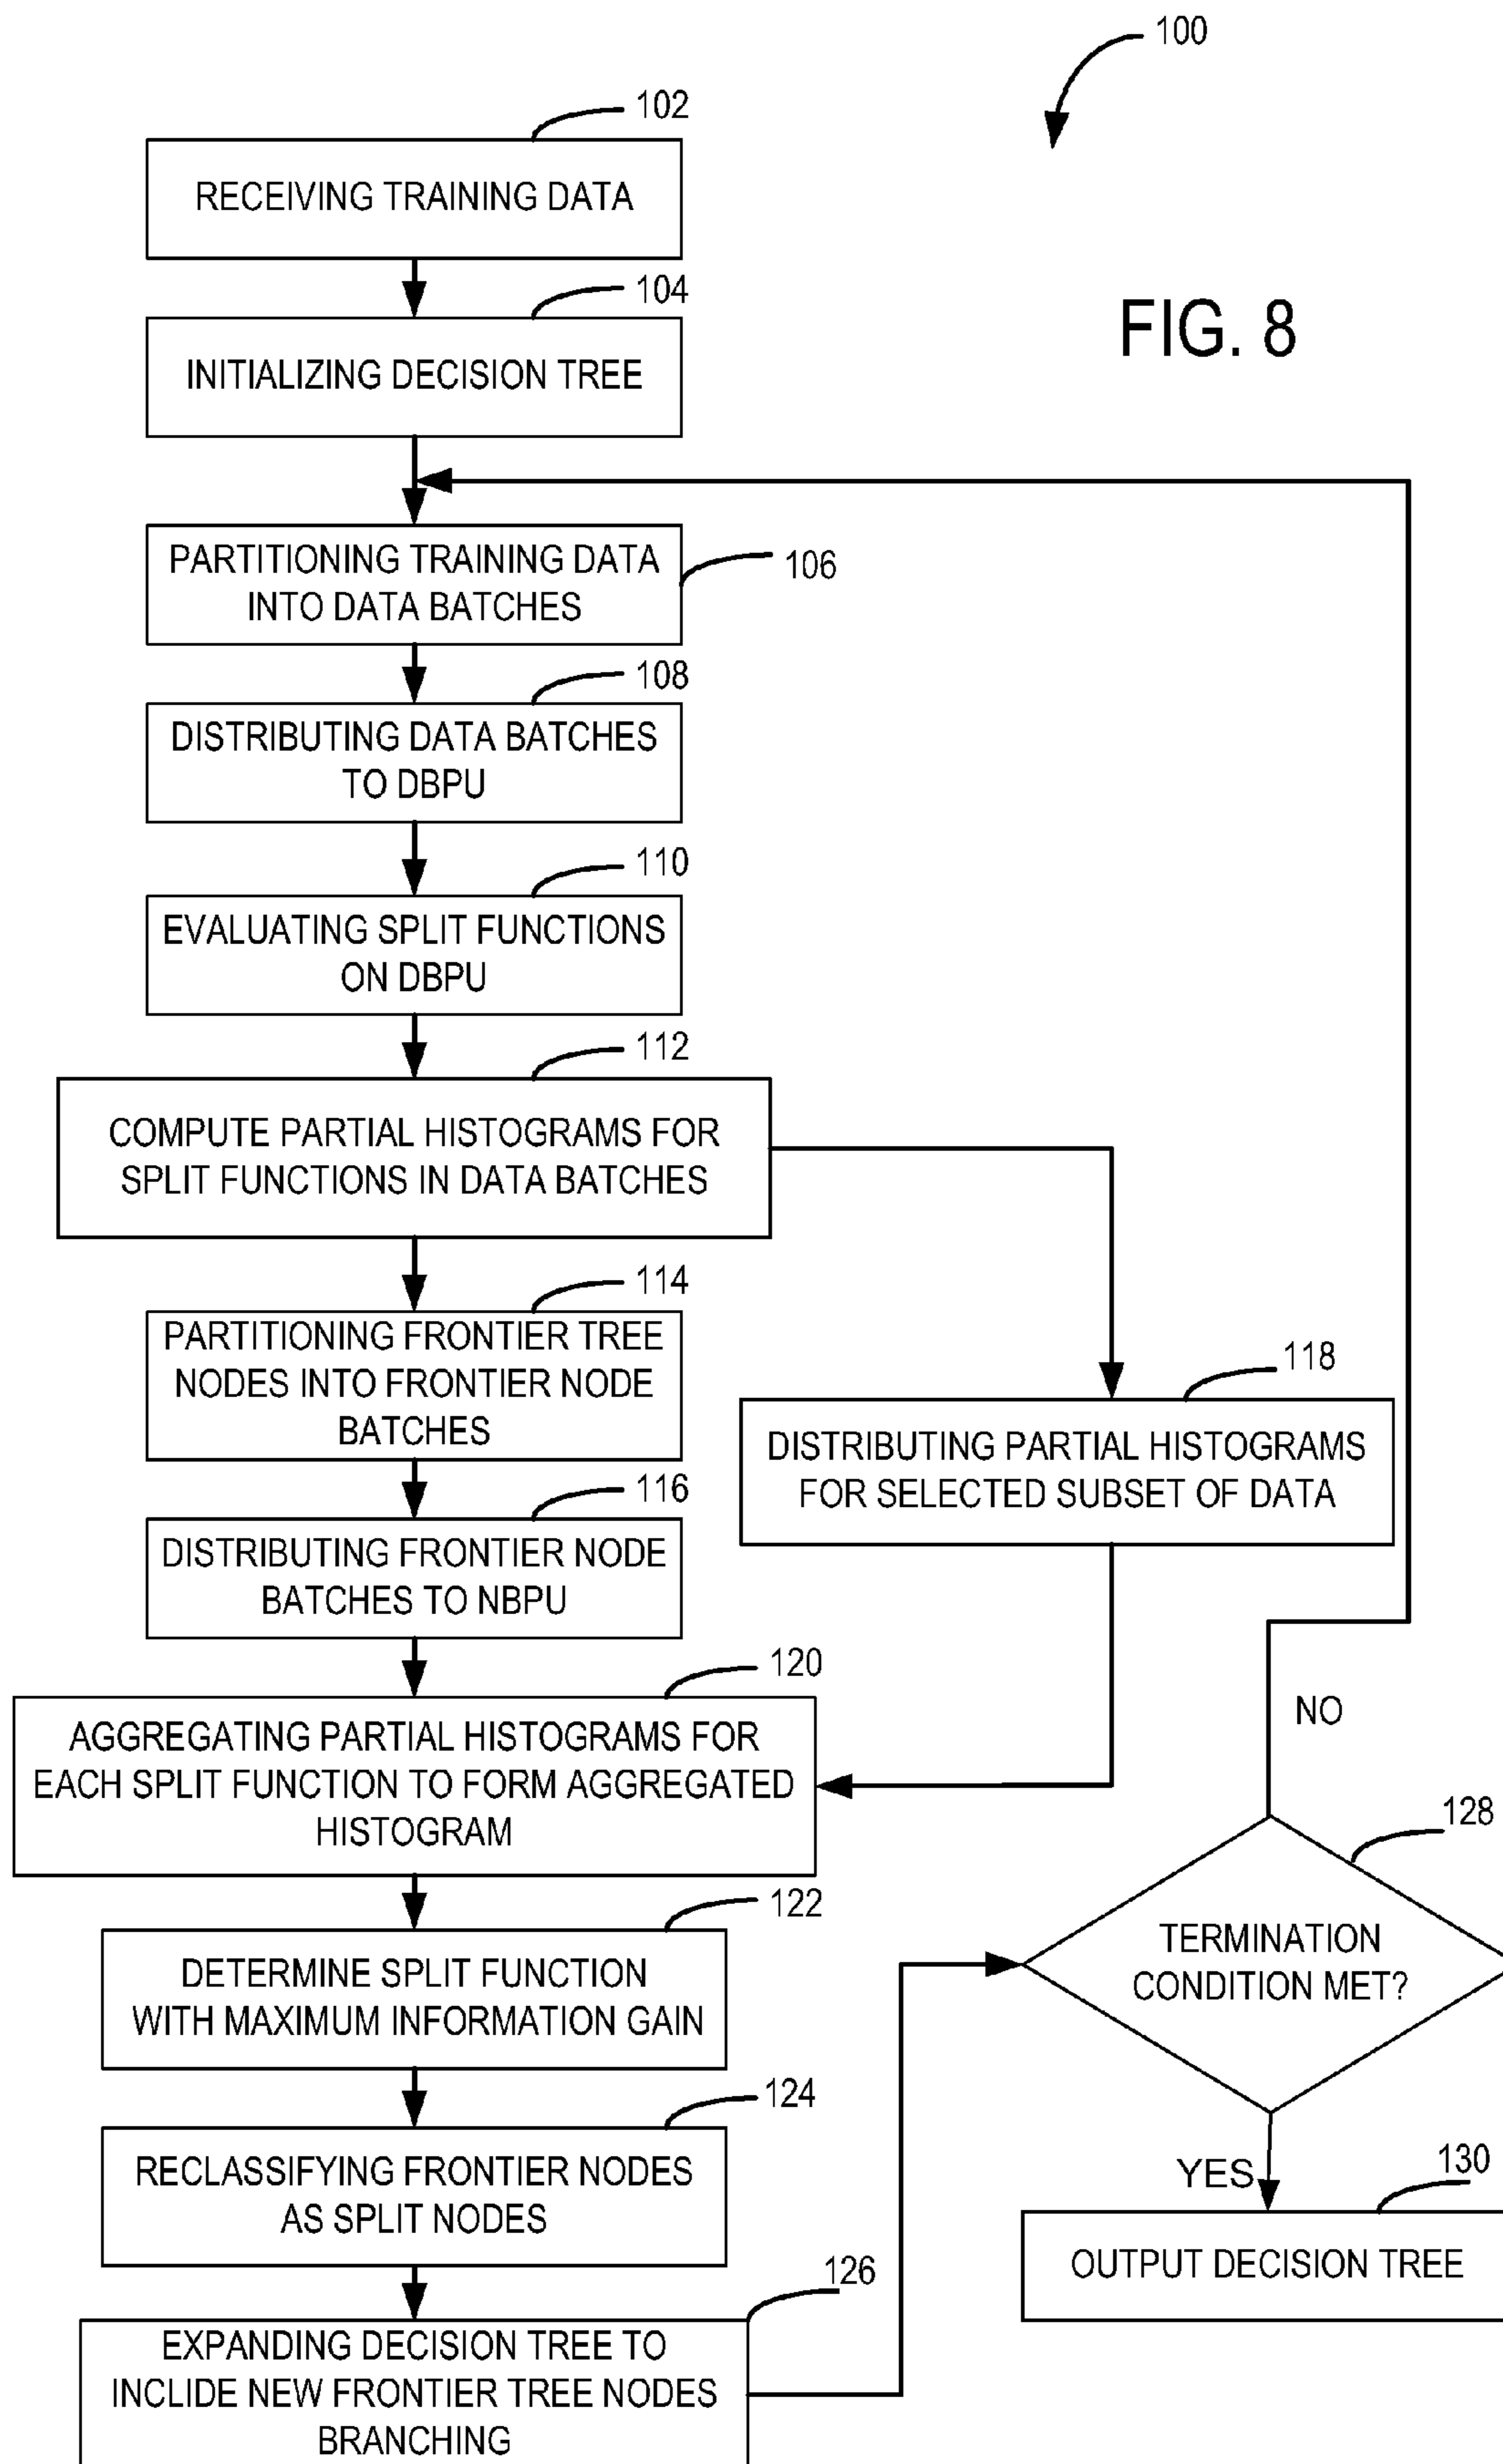 100
102
RECEIVING TRAINING DATA
104
INITIALIZING DECISION TREE
FIG. 8
PARTITIONING TRAINING DATA
INTO DATA BATCHES
106
108
DISTRIBUTING DATA BATCHES
TO DBPU
110
EVALUATING SPLIT FUNCTIONS
ON DBPU
112
COMPUTE PARTIAL HISTOGRAMS FOR
SPLIT FUNCTIONS IN DATA BATCHES
114
PARTITIONING FRONTIER TREE
NODES INTO FRONTIER NODE
BATCHES
116
DISTRIBUTING FRONTIER NODE
BATCHES TO NBPU
118
DISTRIBUTING PARTIAL HISTOGRAMS
FOR SELECTED SUBSET OF DATA
120
AGGREGATING PARTIAL HISTOGRAMS FOR
EACH SPLIT FUNCTION TO FORM AGGREGATED
HISTOGRAM
122
DETERMINE SPLIT FUNCTION
WITH MAXIMUM INFORMATION GAIN
124
RECLASSIFYING FRONTIER NODES
AS SPLIT NODES
126
EXPANDING DECISION TREE TO
INCLIDE NEW FRONTIER TREE NODES
BRANCHING
NO
128
TERMINATION
CONDITION MET?
YES
130
OUTPUT DECISION TREE